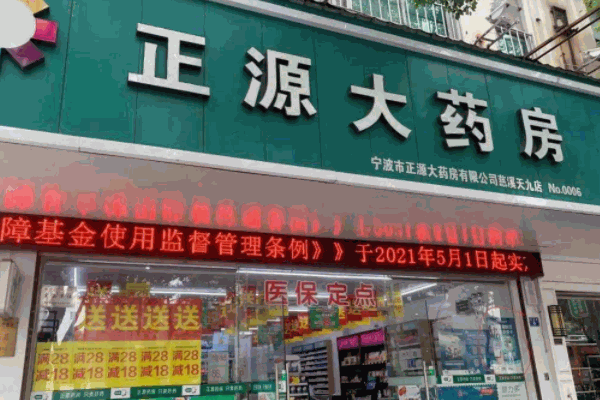 正源大药房
宁波市正源大药房有限公司慈溪天九店 No.0006
障基金使用监督管理条例》》于2021年5月1日起实
医保定点
送送送送
满28 满28 满28 满28
减18 减18 减18 减18